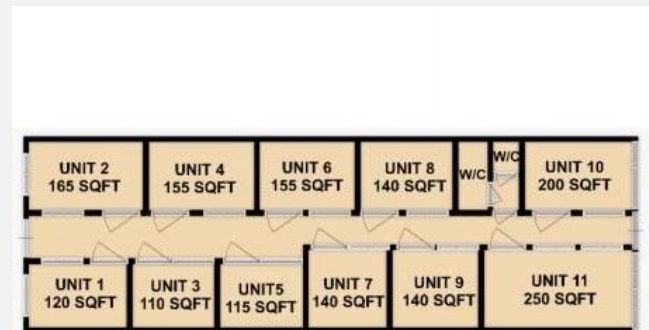 UNIT 2
165 SQFT
UNIT 4
155 SQFT
UNIT 6
155 SQFT
UNIT 8
140 SQFT
W/C
W/C
UNIT 10
200 SQFT
UNIT 1
120 SQFT
UNIT 3
110 SQFT
UNIT5
115 SQFT
UNIT 7
140 SQFT
UNIT 9
140 SQFT
UNIT 11
250 SQFT